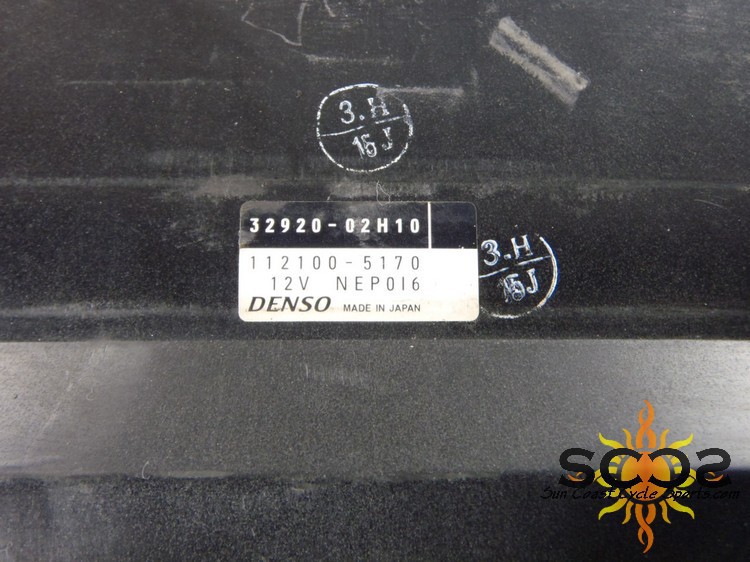 3.H
15J
32920-02H10
112100-5170
3.H
15J
12V NEP016
DENSO MADE IN JAPAN
SCCS
Sun Coast Cycle Sports.com